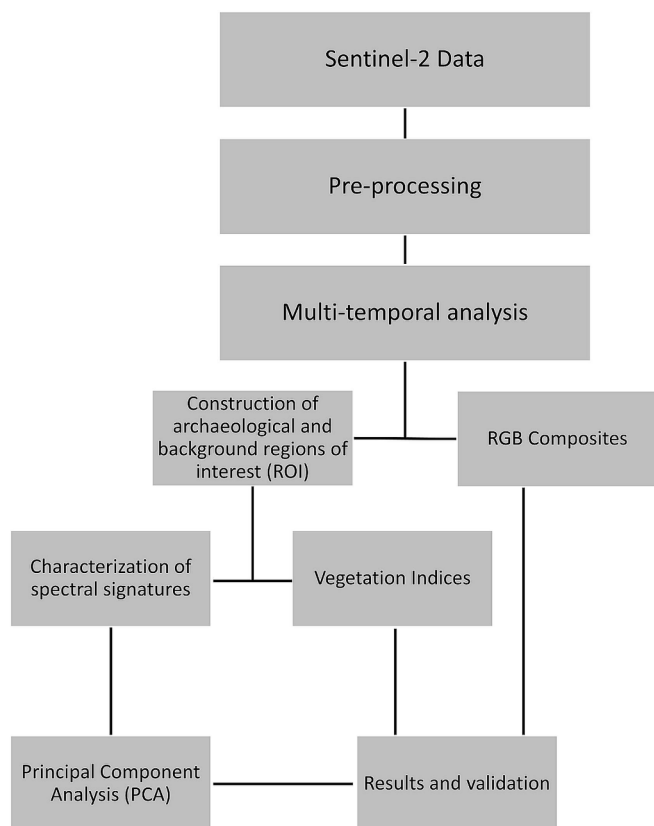 Sentinel-2 Data
Pre-processing
Multi-temporal analysis
Construction of
archaeological and
background regions of
interest (ROI)
RGB Composites
Characterization of
spectral signatures
Vegetation Indices
Principal Component
Analysis (PCA)
Results and validation